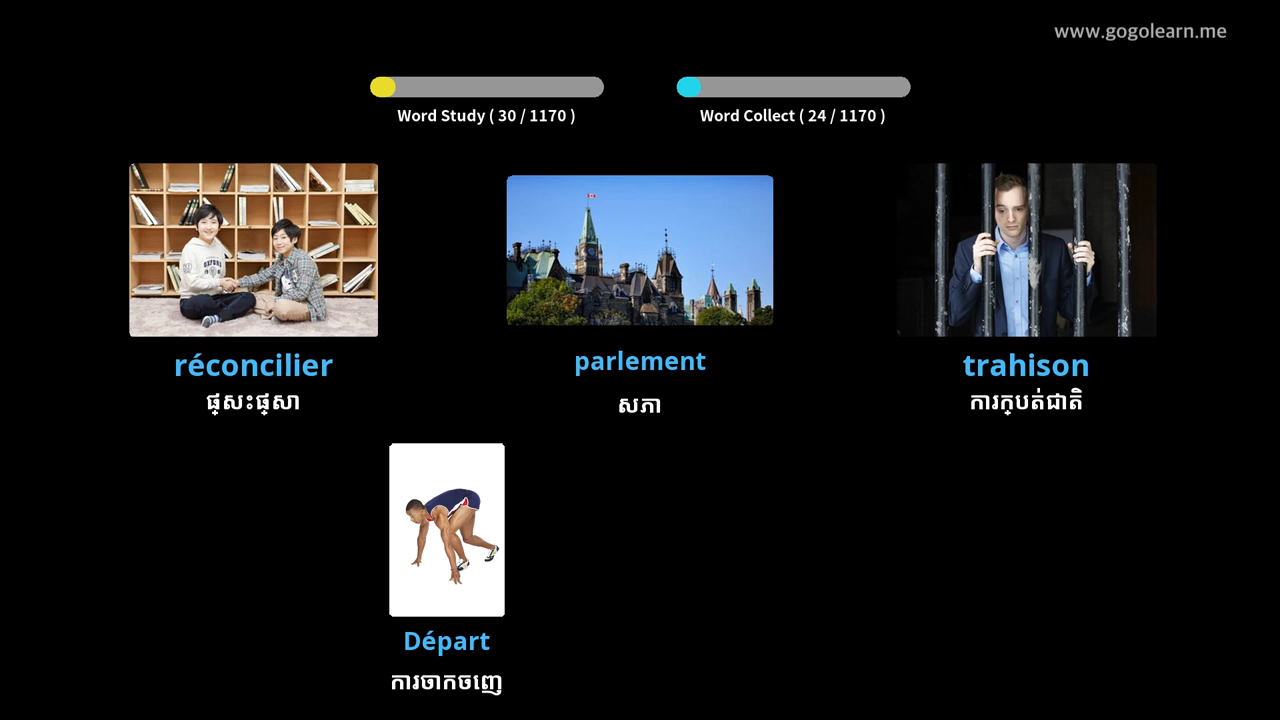 www.gogolearn.me
Word Study ( 30 / 1170 )
Word Collect ( 24 / 1170 )
réconcilier
ផ្សះផ្សា
parlement
សភា
trahison
ការក្បត់ជាតិ
Départ
ការចាកចេញ